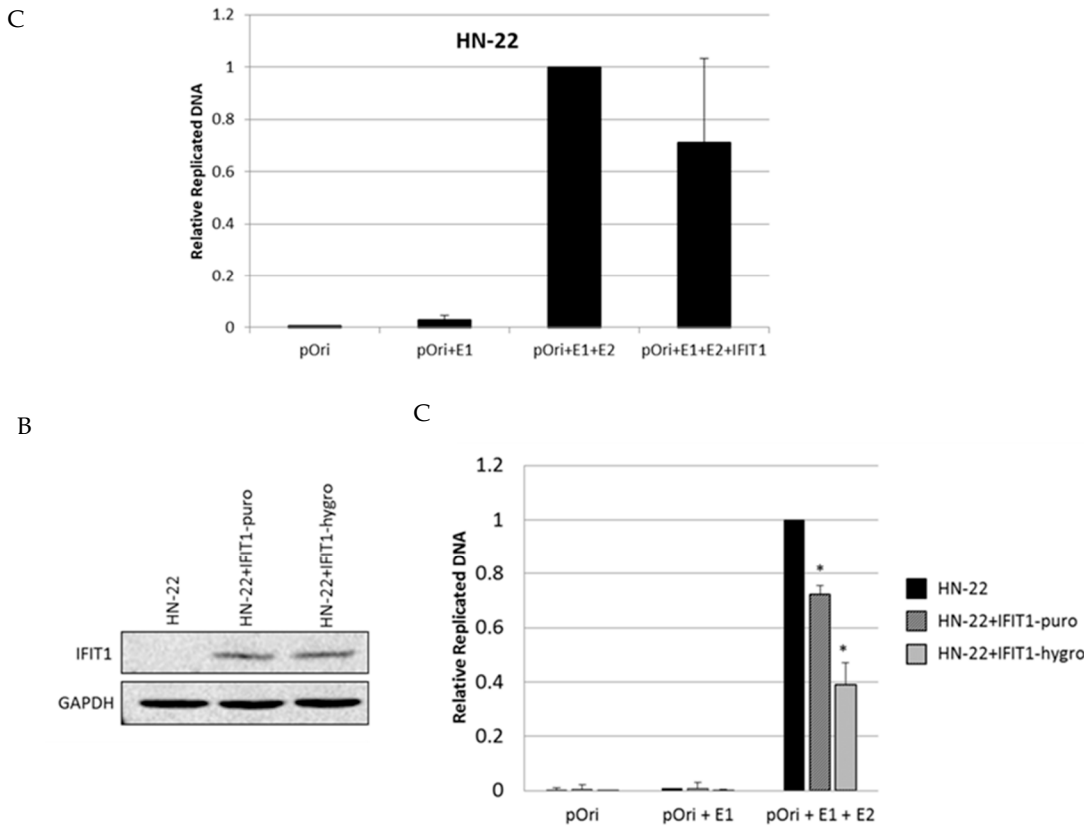 C
HN-22
Relative Replicated DNA
1.2
1
0.8
0.6
0.4
0.2
0
pOri
pOri+E1
pOri+E1+E2
pOri+E1+E2+IFIT1
B
HN-22
HN-22+IFIT1-puro
HN-22+IFIT1-hygro
IFIT1
GAPDH
C
Relative Replicated DNA
1.2
1
0.8
0.6
0.4
0.2
0
*
*
pOri
pOri + E1
pOri + E1 + E2
HN-22
HN-22+IFIT1-puro
HN-22+IFIT1-hygro